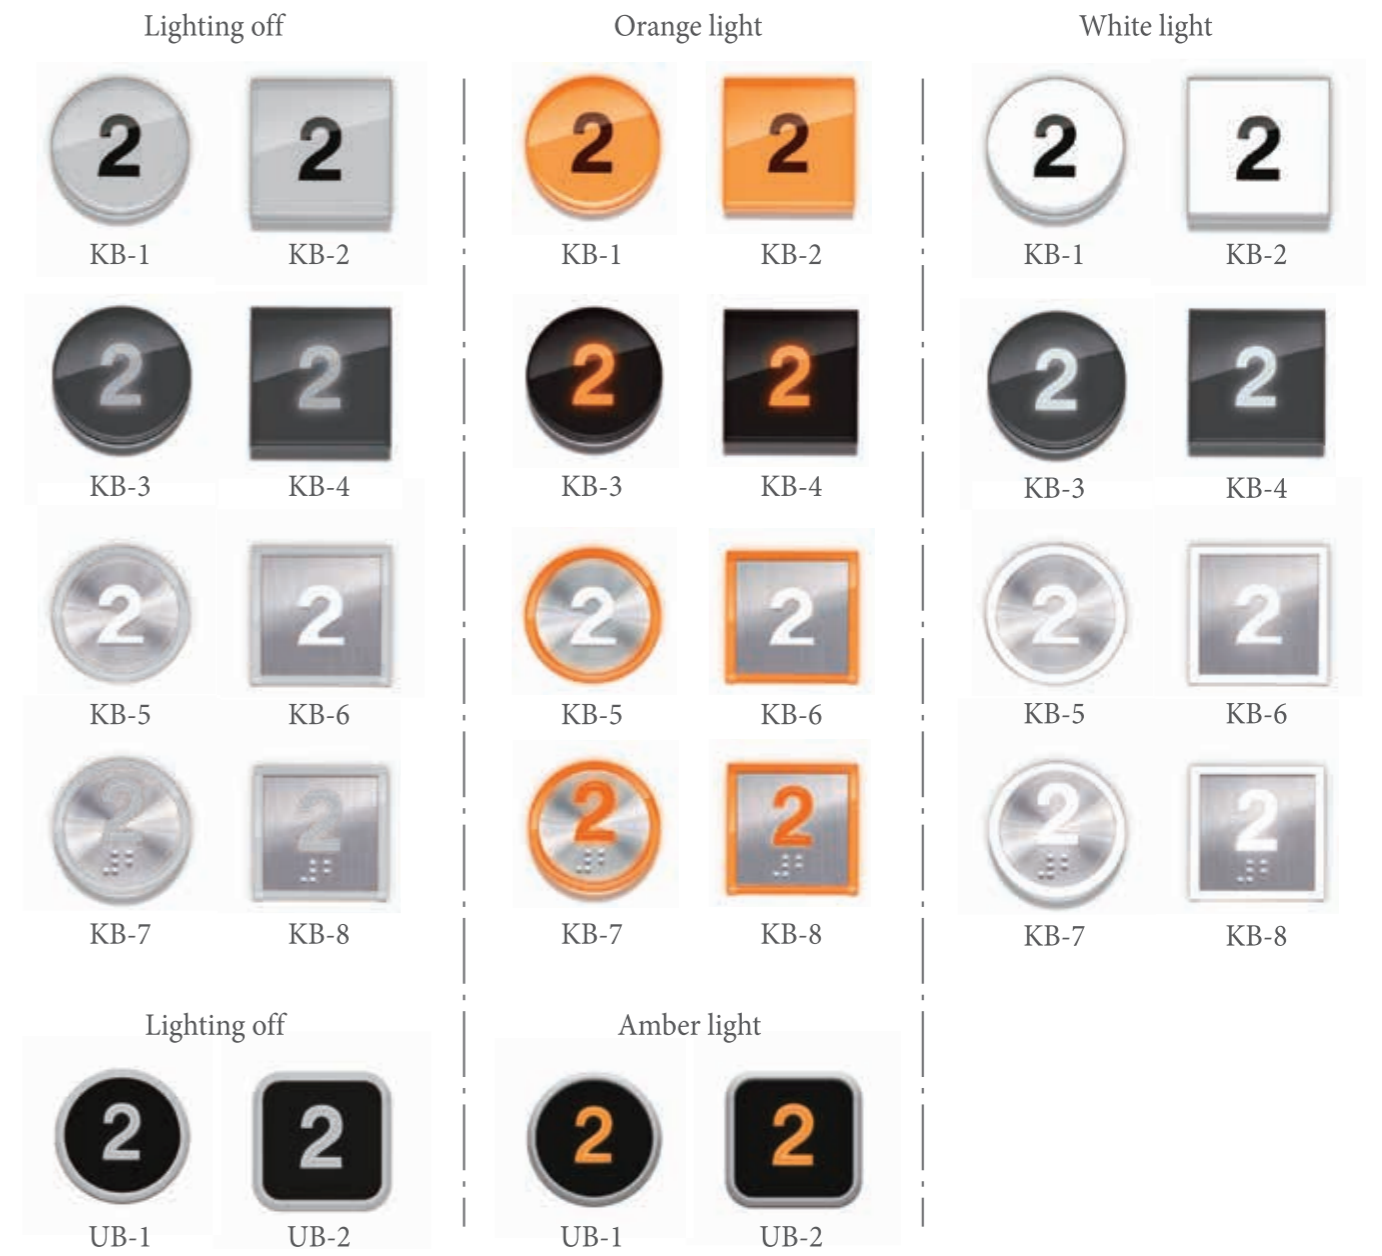 Lighting off Orange light White light
2 2 2 2 2 2
KB-1 KB-2 KB-1 KB-2 KB-1 KB-2
2 2 2 2 2 2
KB-3 KB-4 KB-3 KB-4 KB-3 KB-4
2 2 2 2 2 2
KB-5 KB-6 KB-5 KB-6 KB-5 KB-6
2 2 2 2 2 2
KB-7 KB-8 KB-7 KB-8 KB-7 KB-8
Lighting off Amber light
2 2 2 2
UB-1 UB-2 UB-1 UB-2